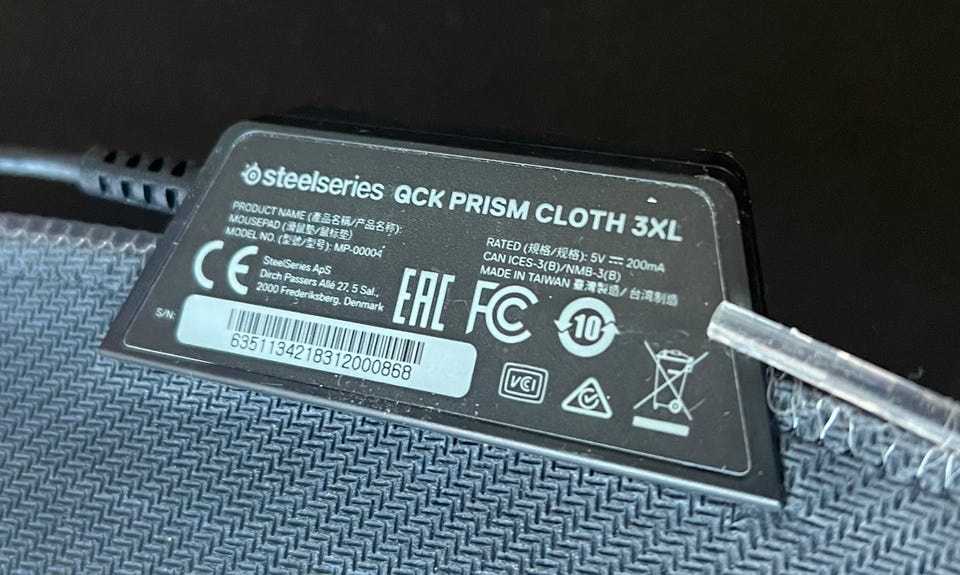 steelseries QCK PRISM CLOTH 3XL
PRODUCT NAME (產品名稱/产品名称):
MOUSEPAD (滑鼠墊/鼠标垫)
MODEL NO. (型號/型号): MP-00004
RATED (規格/规格): 5V ⎓ 200mA
CAN ICES-3(B)/NMB-3(B)
MADE IN TAIWAN 臺灣製造/台湾制造
CE
SteelSeries ApS
Dirch Passers Allé 27, 5 Sal.,
2000 Frederiksberg, Denmark
EAC
FC
10
S/N:
6351134218312000868
VCI